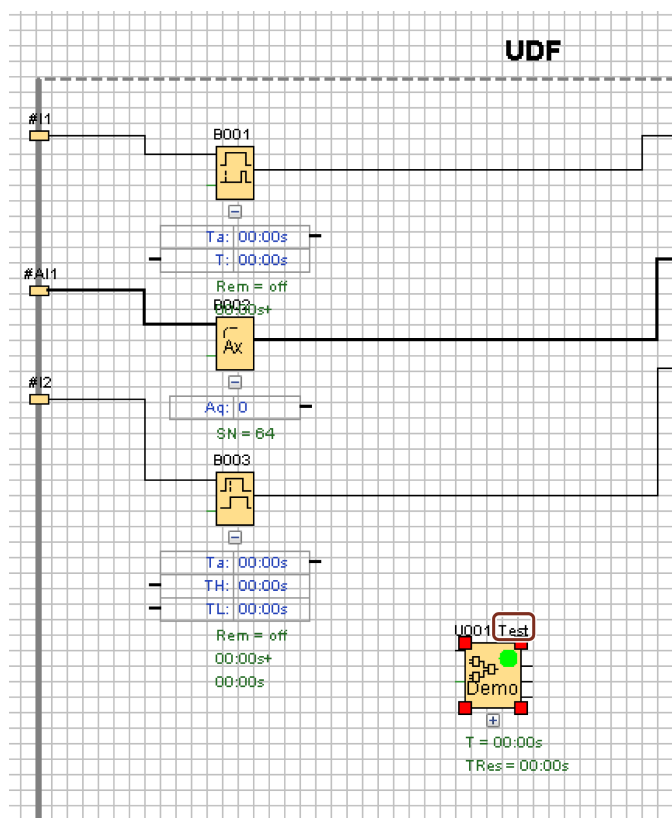 UDF
#I1
B001
Ta: 00:00s
T: 00:00s
Rem = off
00:00s+
#AI1
B002
Ax
#I2
Aq: 0
SN = 64
B003
Ta: 00:00s
TH: 00:00s
TL: 00:00s
Rem = off
00:00s+
00:00s
U001 Test
Demo
T = 00:00s
TRes = 00:00s